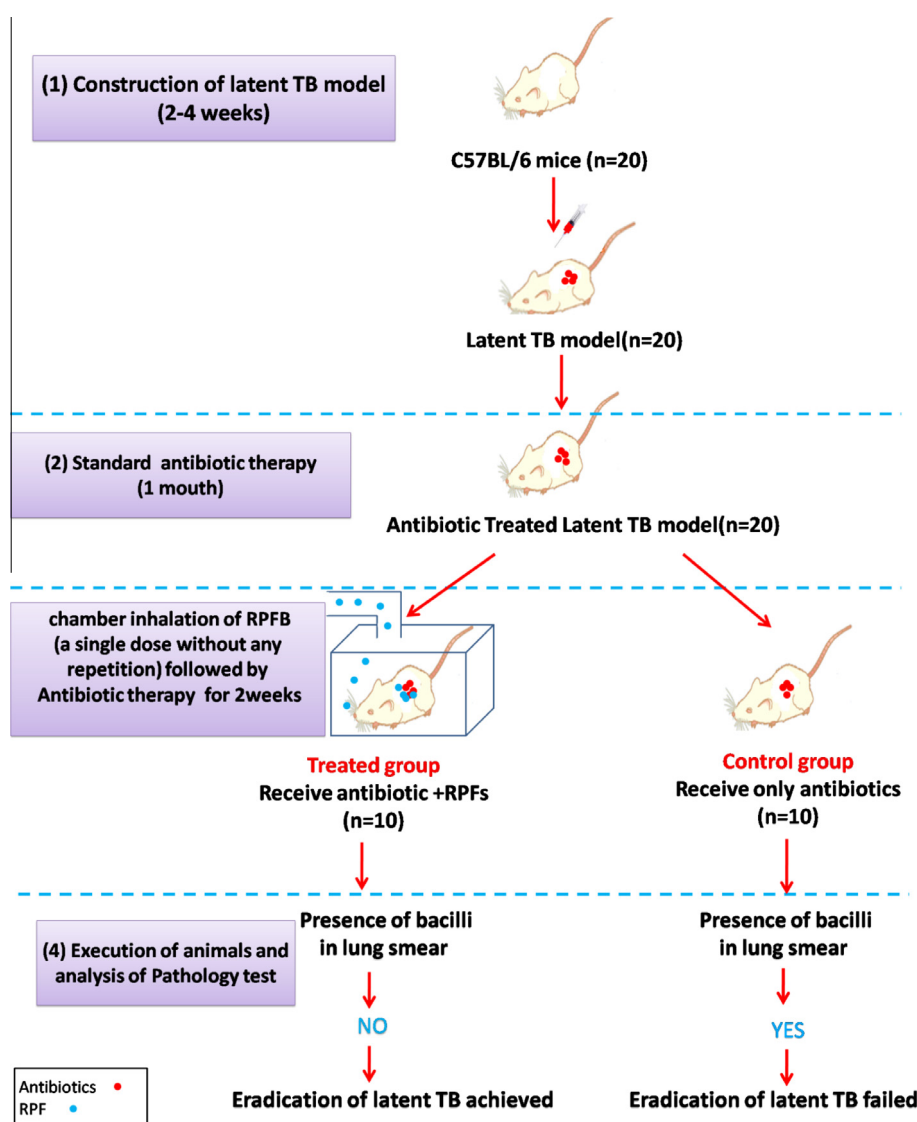 (1) Construction of latent TB model
(2-4 weeks)
C57BL/6 mice (n=20)
Latent TB model(n=20)
(2) Standard antibiotic therapy
(1 mouth)
Antibiotic Treated Latent TB model(n=20)
chamber inhalation of RPFB
(a single dose without any
repetition) followed by
Antibiotic therapy for 2weeks
Treated group
Receive antibiotic +RPFs
(n=10)
Control group
Receive only antibiotics
(n=10)
(4) Execution of animals and
analysis of Pathology test
Presence of bacilli
in lung smear
NO
Eradication of latent TB achieved
Presence of bacilli
in lung smear
YES
Eradication of latent TB failed
Antibiotics
RPF